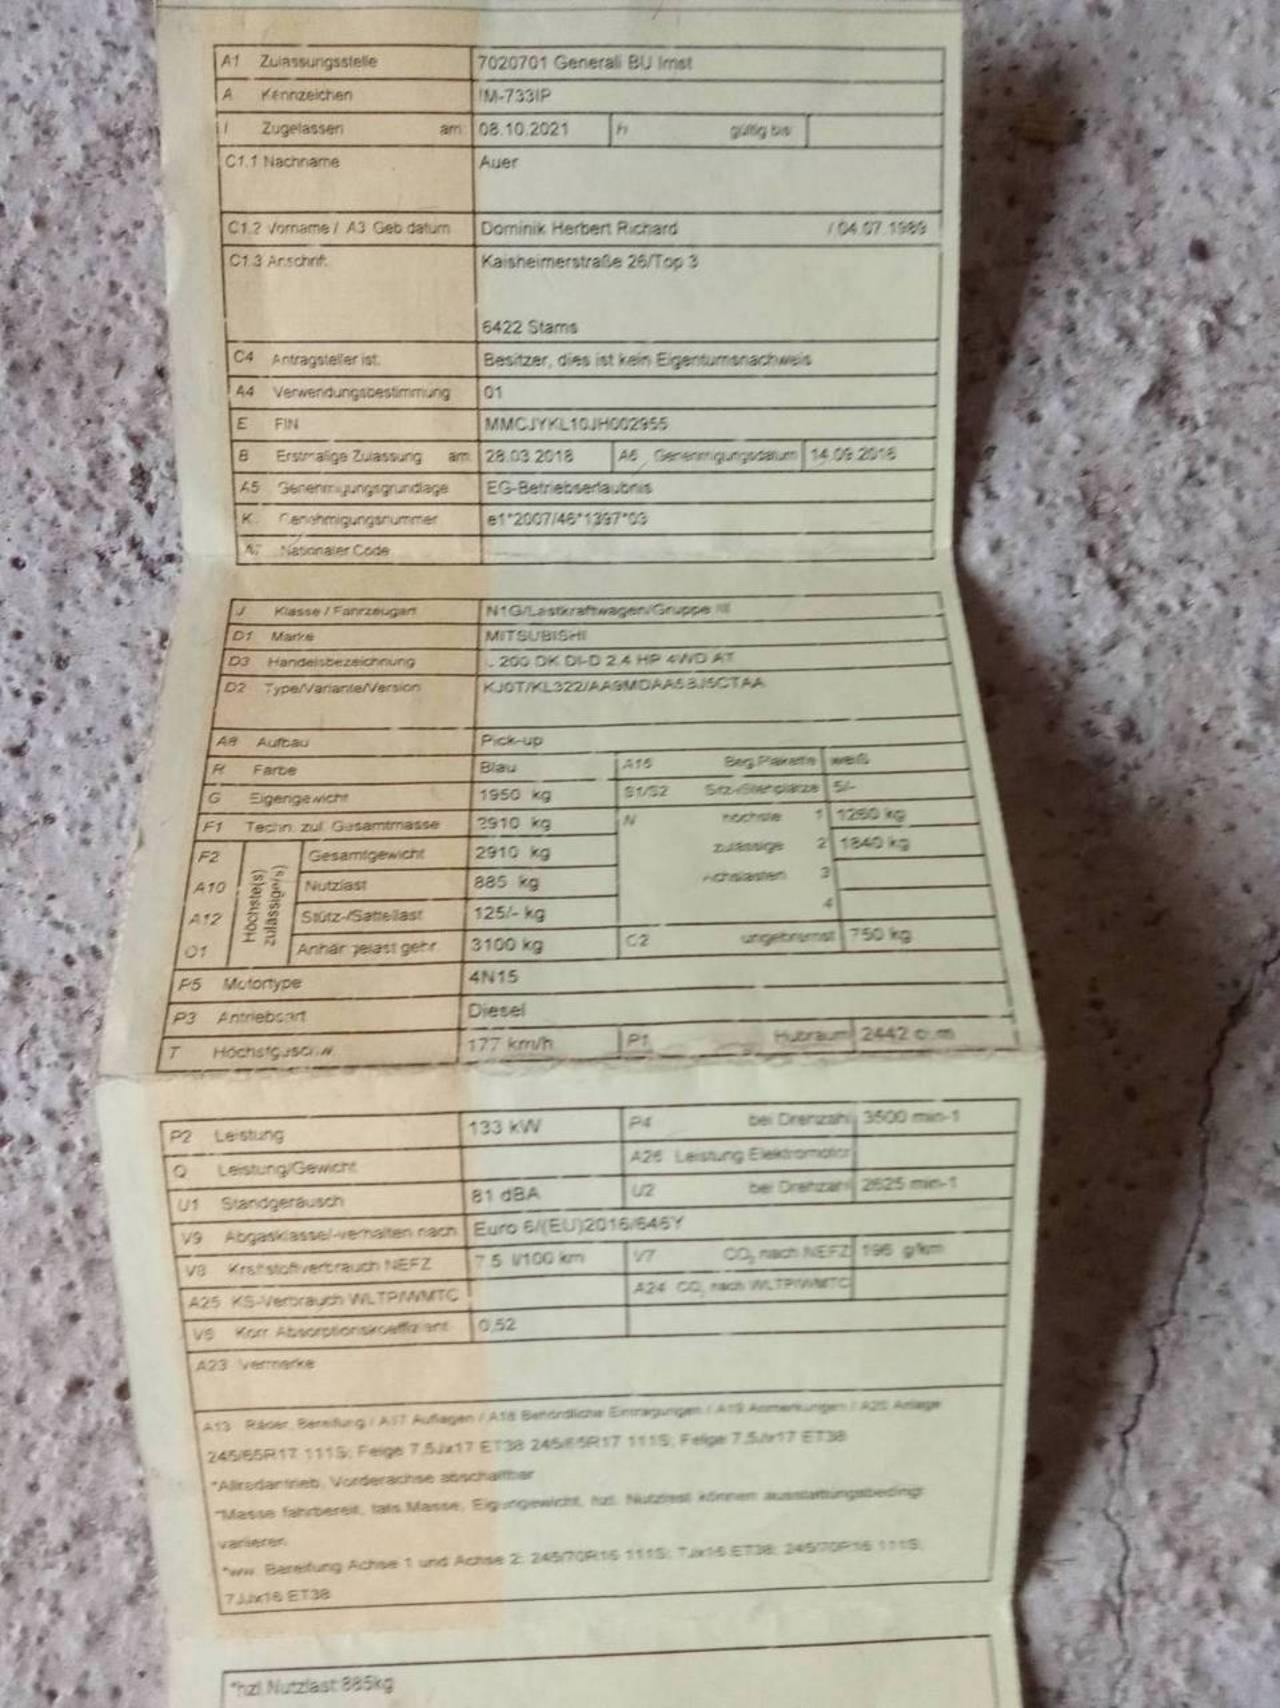 A1 Zulassungsstelle 7020701 Generali BU Imst
A Kennzeichen IM-733IP
I Zugelassen am 08.10.2021 H gültig bis
C1.1 Nachname Auer
C1.2 Vorname / A3 Geb.datum Dominik Herbert Richard / 04.07.1989
C1.3 Anschrift Kaisheimerstraße 26/Top 3
6422 Stams
C4 Antragsteller ist: Besitzer, dies ist kein Eigentumsnachweis
A4 Verwendungsbestimmung 01
E FIN MMCJYKL10JH002955
B Erstmalige Zulassung am 28.03.2018 A6 Genehmigungsdatum 14.09.2016
A5 Genehmigungsgrundlage EG-Betriebserlaubnis
K Genehmigungsnummer e1*2007/46*1397*03
A7 Nationaler Code
J Klasse / Fahrzeugart N1G/Lastkraftwagen/Gruppe III
D1 Marke MITSUBISHI
D3 Handelsbezeichnung L 200 DK DI-D 2.4 HP 4WD AT
D2 Type/Variante/Version KJ0T/KL322/
A8 Aufbau Pick-up
R Farbe Blau A16 Beg.Plakette weiß
G Eigengewicht 1950 kg S1/S2 Sitz-/Stehplätze 5/-
F1 Techn. zul. Gesamtmasse 2910 kg N höchste 1 1260 kg
F2 Gesamtgewicht 2910 kg zulässige 2 1840 kg
A10 Höchste(s) zulässige/s) Nutzlast 885 kg Achslasten 3
A12 Stütz-/Sattellast 125/- kg 4
O1 Anhängelast gebr. 3100 kg O2 ungebremst 750 kg
P5 Motortype 4N15
P3 Antriebsart Diesel
T Höchstgeschw. 177 km/h P1 Hubraum 2442
P2 Leistung 133 kW P4 bei Drehzahl 3500 min-1
Q Leistung/Gewicht A26 Leistung Elektromotor
U1 Standgeräusch 81 dBA U2 bei Drehzahl 2625 min-1
V9 Abgasklasse/-verhalten nach Euro 6/(EU)2016/646Y
V8 Kraftstoffverbrauch NEFZ 7.5 l/100 km V7 CO₂ nach NEFZ 196 g/km
A25 KS-Verbrauch WLTP/WMTC A24 CO₂ nach WLTP/WMTC
V6 Korr. Absorptionskoeffizient 0,52
A23 Vermerke
A13 Räder, Bereifung / A17 Auflagen / A18 Behördliche Eintragungen / A19 Anmerkungen / A20 Anlage
245/65R17 111S; Felge 7,5Jx17 ET38 245/65R17 111S; Felge 7,5Jx17 ET38
*Allradantrieb, Vorderachse abschaltbar
*Masse fahrbereit, tats.Masse, Eigengewicht, hzl. Nutzlast können ausstattungsbedingt
variieren
*ww. Bereifung Achse 1 und Achse 2: 245/70R16 111S; 7Jx16 ET38; 245/70R16 111S;
7JJx16 ET38
*hzl.Nutzlast:885kg